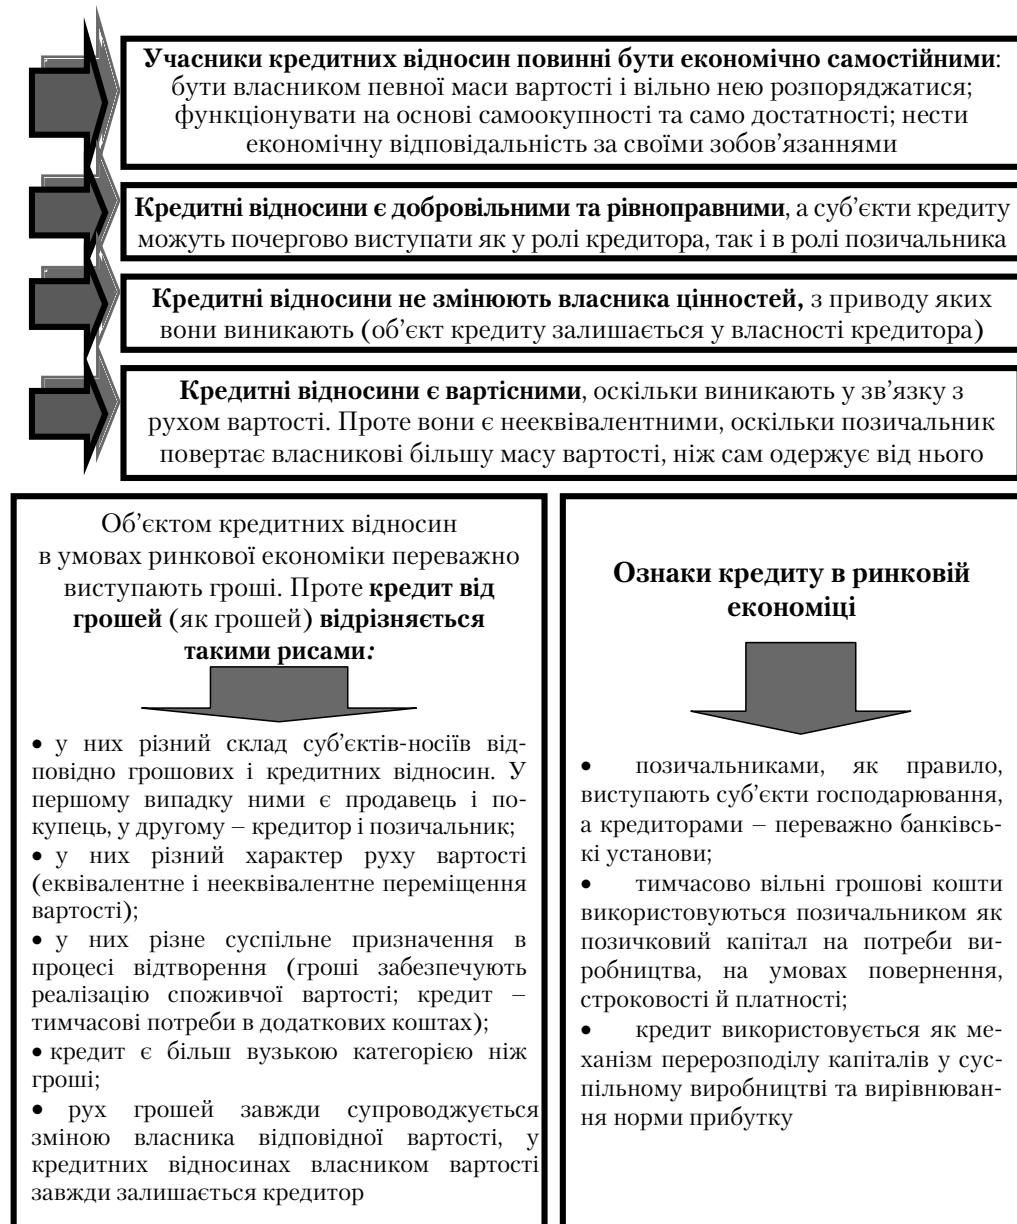 Учасники кредитних відносин повинні бути економічно самостійними:
бути власником певної маси вартості і вільно нею розпоряджатися;
функціонувати на основі самоокупності та само достатності; нести
економічну відповідальність за своїми зобов’язаннями
Кредитні відносини є добровільними та рівноправними, а суб’єкти кредиту
можуть почергово виступати як у ролі кредитора, так і в ролі позичальника
Кредитні відносини не змінюють власника цінностей, з приводу яких
вони виникають (об’єкт кредиту залишається у власності кредитора)
Кредитні відносини є вартісними, оскільки виникають у зв’язку з
рухом вартості. Проте вони є нееквівалентними, оскільки позичальник
повертає власникові більшу масу вартості, ніж сам одержує від нього
Об’єктом кредитних відносин
в умовах ринкової економіки переважно
виступають гроші. Проте кредит від
грошей (як грошей) відрізняється
такими рисами:
• у них різний склад суб’єктів-носіїв від-
повідно грошових і кредитних відносин. У
першому випадку ними є продавець і по-
купець, у другому – кредитор і позичальник;
• у них різний характер руху вартості
(еквівалентне і нееквівалентне переміщення
вартості);
• у них різне суспільне призначення в
процесі відтворення (гроші забезпечують
реалізацію споживчої вартості; кредит –
тимчасові потреби в додаткових коштах);
• кредит є більш вузькою категорією ніж
гроші;
• рух грошей завжди супроводжується
зміною власника відповідної вартості, у
кредитних відносинах власником вартості
завжди залишається кредитор
Ознаки кредиту в ринковій
економіці
• позичальниками, як правило,
виступають суб’єкти господарювання,
а кредиторами – переважно банківсь-
кі установи;
• тимчасово вільні грошові кошти
використовуються позичальником як
позичковий капітал на потреби ви-
робництва, на умовах повернення,
строковості й платності;
• кредит використовується як ме-
ханізм перерозподілу капіталів у сус-
пільному виробництві та вирівнюван-
ня норми прибутку